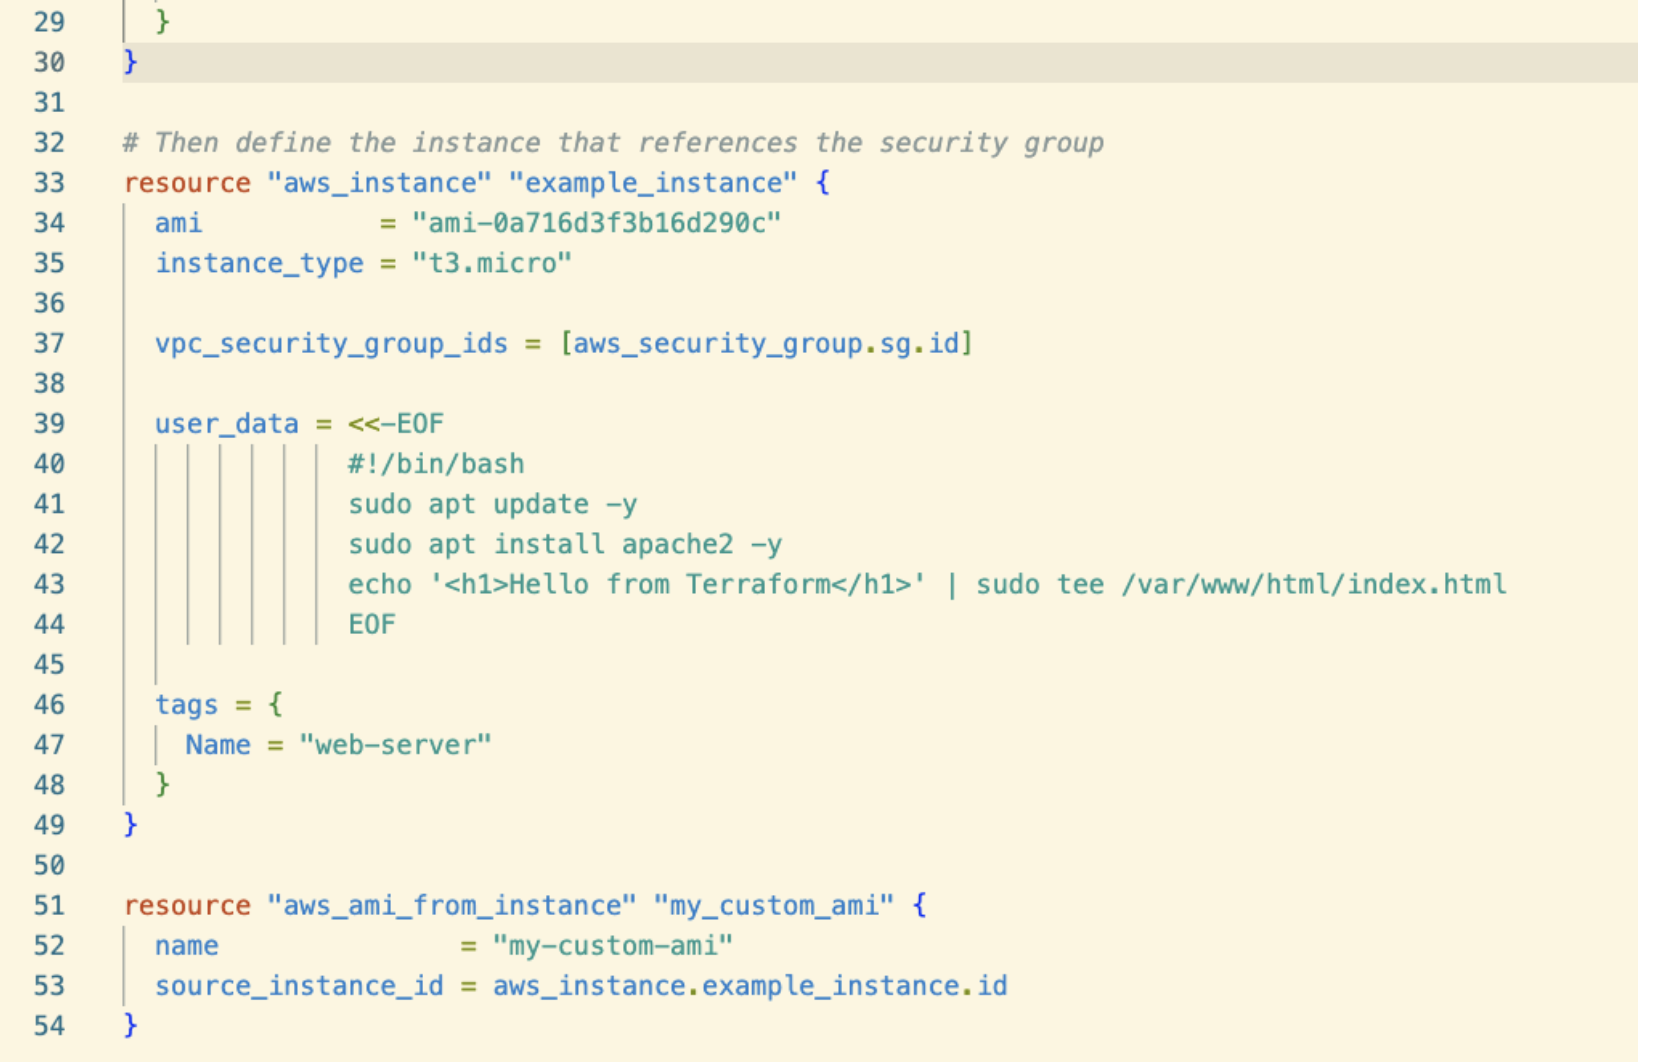 29 }
30 }
31
32 # Then define the instance that references the security group
33 resource "aws_instance" "example_instance" {
34 ami = "ami-0a716d3f3b16d290c"
35 instance_type = "t3.micro"
36
37 vpc_security_group_ids = [aws_security_group.sg.id]
38
39 user_data = <<-EOF
40 #!/bin/bash
41 sudo apt update -y
42 sudo apt install apache2 -y
43 echo '<h1>Hello from Terraform</h1>' | sudo tee /var/www/html/index.html
44 EOF
45
46 tags = {
47 Name = "web-server"
48 }
49 }
50
51 resource "aws_ami_from_instance" "my_custom_ami" {
52 name = "my-custom-ami"
53 source_instance_id = aws_instance.example_instance.id
54 }